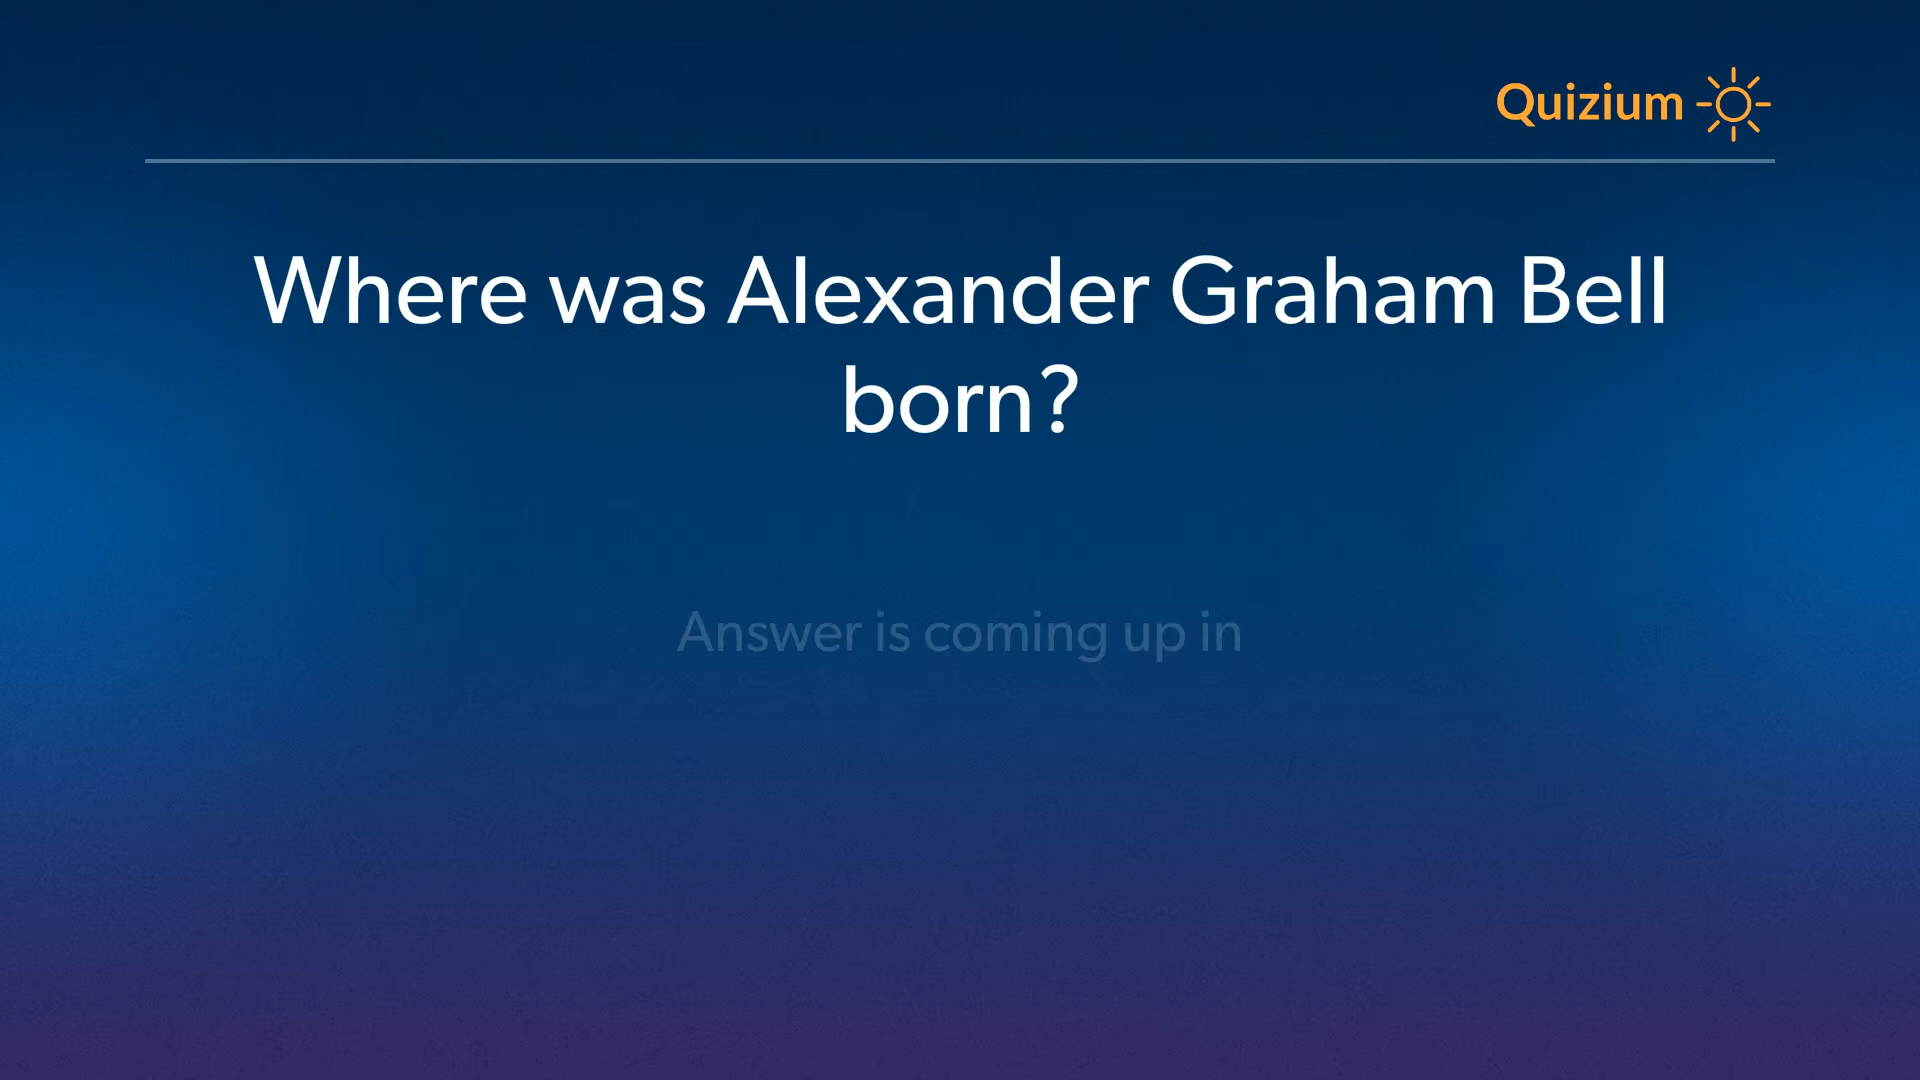 Quizium
Where was Alexander Graham Bell
born?
Answer is coming up in